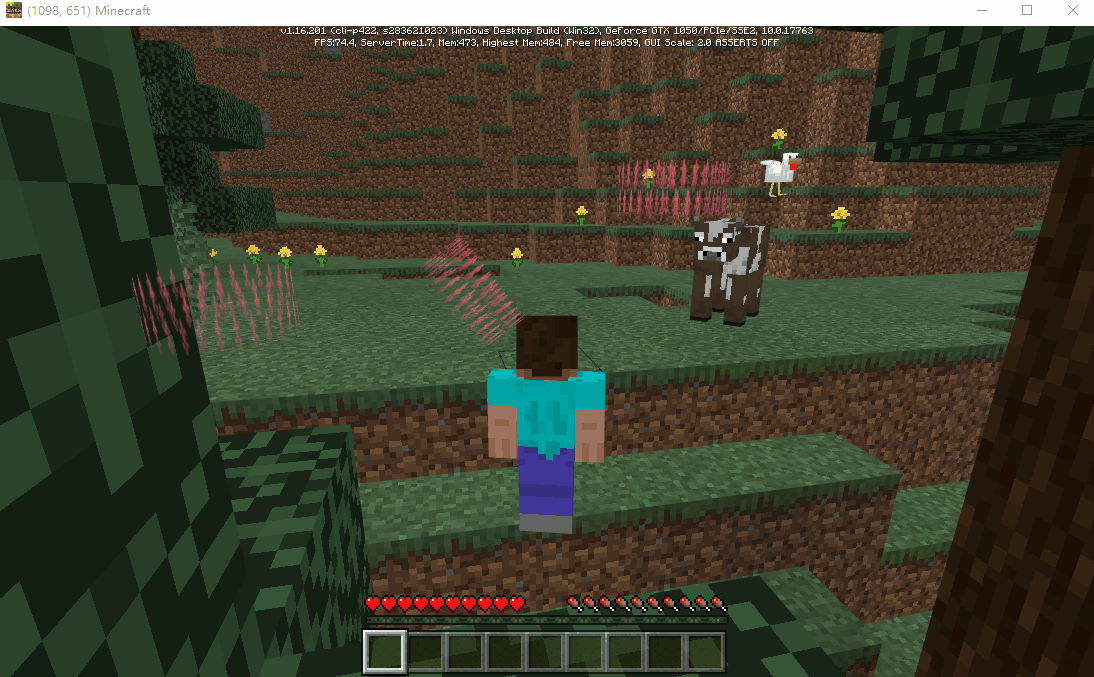 (1098, 651) Minecraft
v1.16.201 (cli-p422, s283621023) Windows Desktop Build (Win32), GeForce GTX 1050/PCIe/SSE2, 10.0.17763
FPS:74.4, ServerTime:1.7, Mem:473, Highest Mem:484, Free Mem:3059, GUI Scale: 2.0 ASSERTS OFF